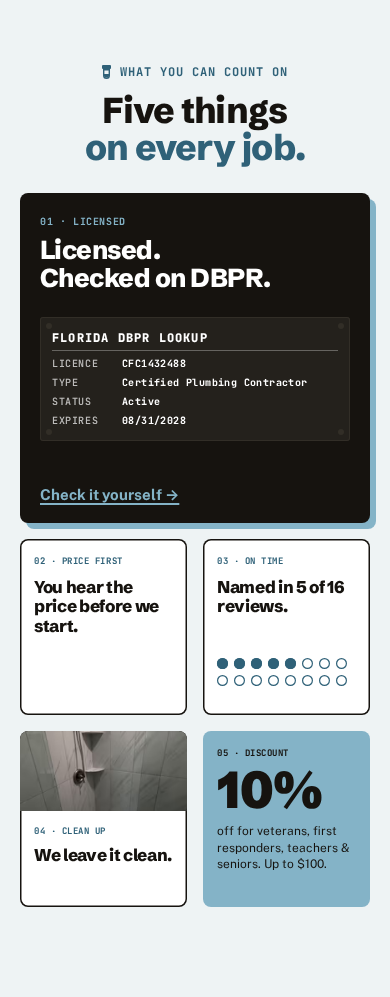 WHAT YOU CAN COUNT ON
Five things
on every job.
01 · LICENSED
Licensed.
Checked on DBPR.
FLORIDA DBPR LOOKUP
LICENCE CFC1432488
TYPE Certified Plumbing Contractor
STATUS Active
EXPIRES 08/31/2028
Check it yourself →
02 · PRICE FIRST
You hear the
price before we
start.
03 · ON TIME
Named in 5 of 16
reviews.
04 · CLEAN UP
We leave it clean.
05 · DISCOUNT
10%
off for veterans, first
responders, teachers &
seniors. Up to $100.